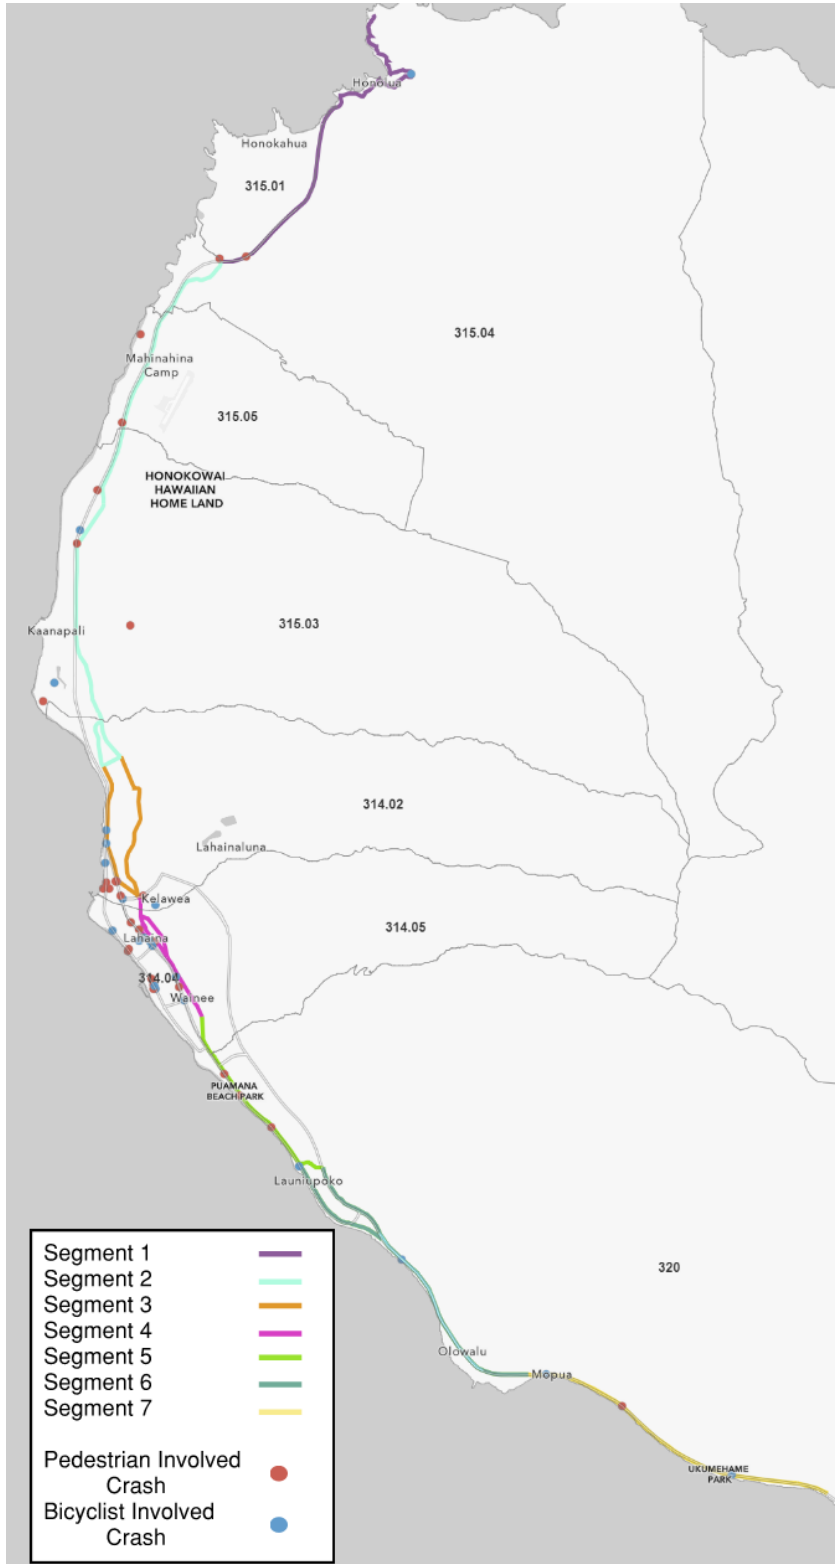 Honolua
Honokahua
315.01
315.04
Mahinahina
Camp
315.05
HONOKOWAI
HAWAIIAN
HOME LAND
315.03
Kaanapali
314.02
Lahainaluna
Kelawea
314.05
Lahaina
314.04
Wainee
PUAMANA
BEACH PARK
Launiupoko
320
Olowalu
Mopua
UKUMEHAME
PARK
Segment 1
Segment 2
Segment 3
Segment 4
Segment 5
Segment 6
Segment 7
Pedestrian Involved
Crash
Bicyclist Involved
Crash